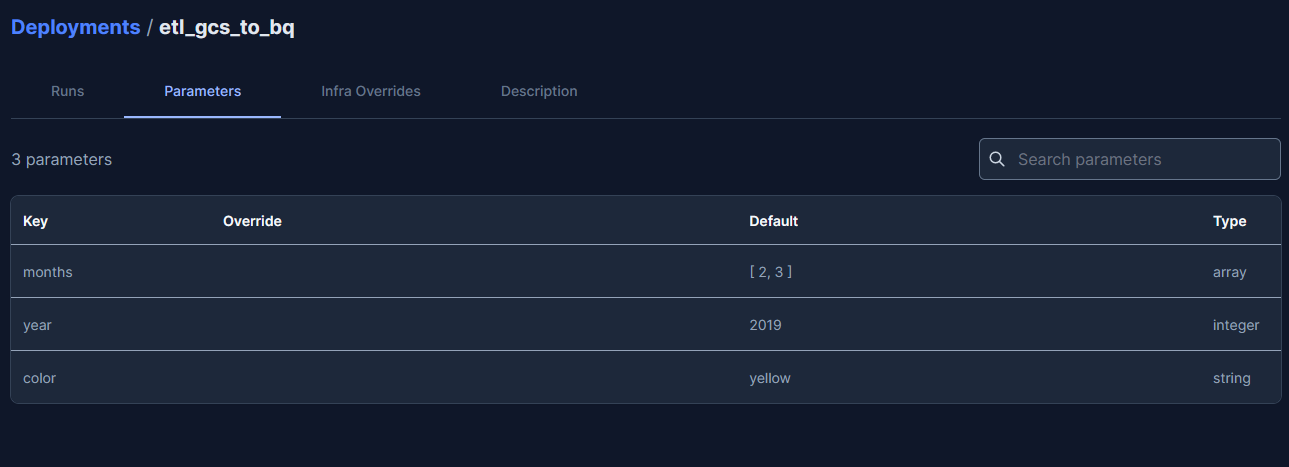 Deployments / etl_gcs_to_bq
Runs Parameters Infra Overrides Description
3 parameters Search parameters
Key Override Default Type
months [ 2, 3 ] array
year 2019 integer
color yellow string